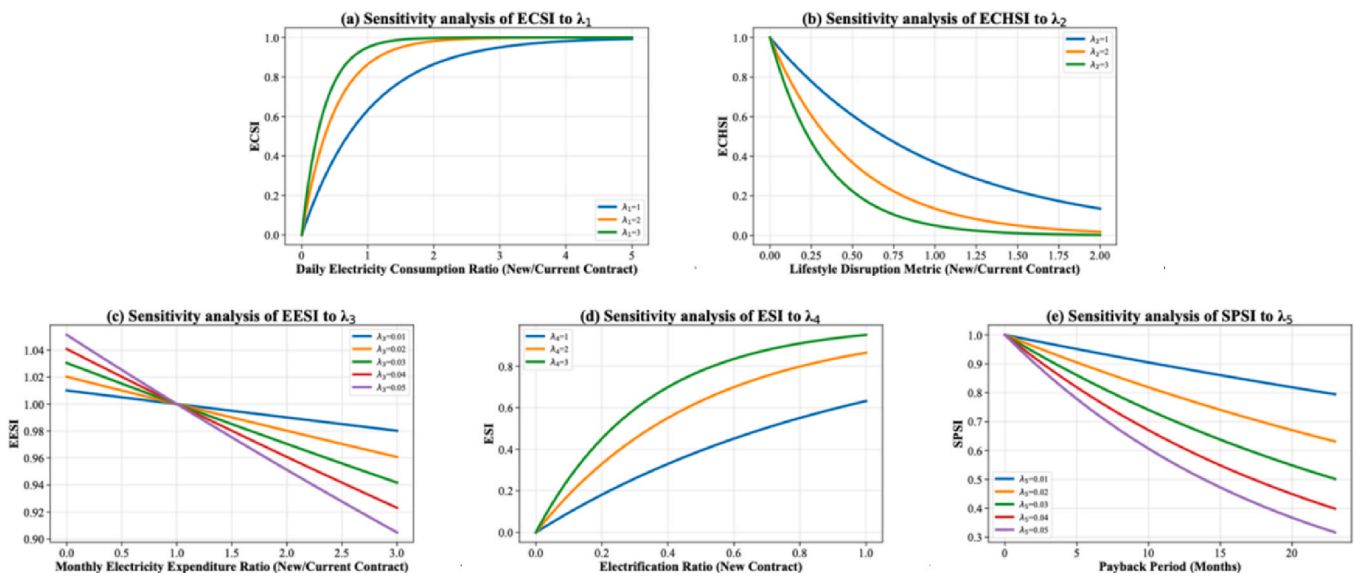 (a) Sensitivity analysis of ECSI to λ1
1.0
0.8
0.6
0.4
0.2
0.0
ECSI
λ1=1
λ1=2
λ1=3
0 1 2 3 4 5
Daily Electricity Consumption Ratio (New/Current Contract)
(b) Sensitivity analysis of ECHSI to λ2
1.0
0.8
0.6
0.4
0.2
0.0
ECHSI
λ2=1
λ2=2
λ2=3
0.00 0.25 0.50 0.75 1.00 1.25 1.50 1.75 2.00
Lifestyle Disruption Metric (New/Current Contract)
(c) Sensitivity analysis of EESI to λ3
1.04
1.02
1.00
0.98
0.96
0.94
0.92
0.90
EESI
λ3=0.01
λ3=0.02
λ3=0.03
λ3=0.04
λ3=0.05
0.0 0.5 1.0 1.5 2.0 2.5 3.0
Monthly Electricity Expenditure Ratio (New/Current Contract)
(d) Sensitivity analysis of ESI to λ4
0.8
0.6
0.4
0.2
0.0
ESI
λ4=1
λ4=2
λ4=3
0.0 0.2 0.4 0.6 0.8 1.0
Electrification Ratio (New Contract)
(e) Sensitivity analysis of SPSI to λ5
1.0
0.9
0.8
0.7
0.6
0.5
0.4
0.3
SPSI
λ5=0.01
λ5=0.02
λ5=0.03
λ5=0.04
λ5=0.05
0 5 10 15 20
Payback Period (Months)